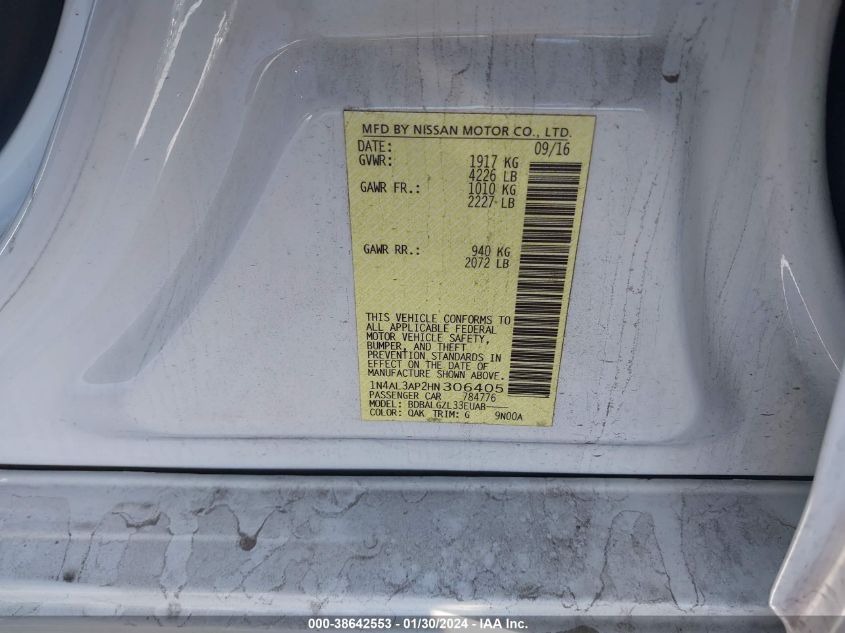 MFD BY NISSAN MOTOR CO., LTD.
DATE: 09/16
GVWR: 1917 KG
4226 LB
GAWR FR.: 1010 KG
2227 LB
GAWR RR.: 940 KG
2072 LB
THIS VEHICLE CONFORMS TO
ALL APPLICABLE FEDERAL
MOTOR VEHICLE SAFETY,
BUMPER, AND THEFT
PREVENTION STANDARDS IN
EFFECT ON THE DATE OF
MANUFACTURE SHOWN ABOVE.
1N4AL3AP2HN306405
PASSENGER CAR 784776
MODEL: BDBALGZL33EUAB
COLOR: QAK TRIM: G 9N00A
000-38642553 - 01/30/2024 - IAA Inc.